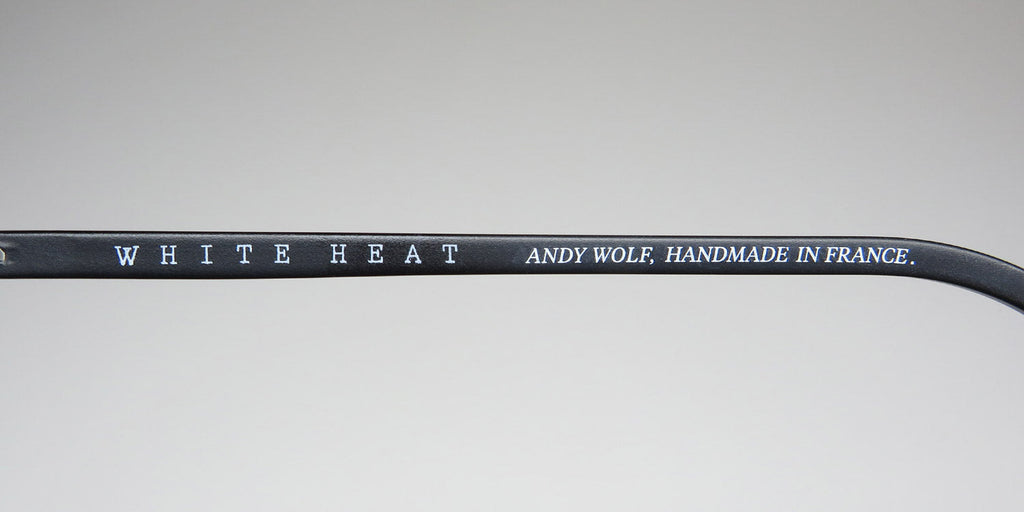 WHITE HEAT ANDY WOLF, HANDMADE IN FRANCE.